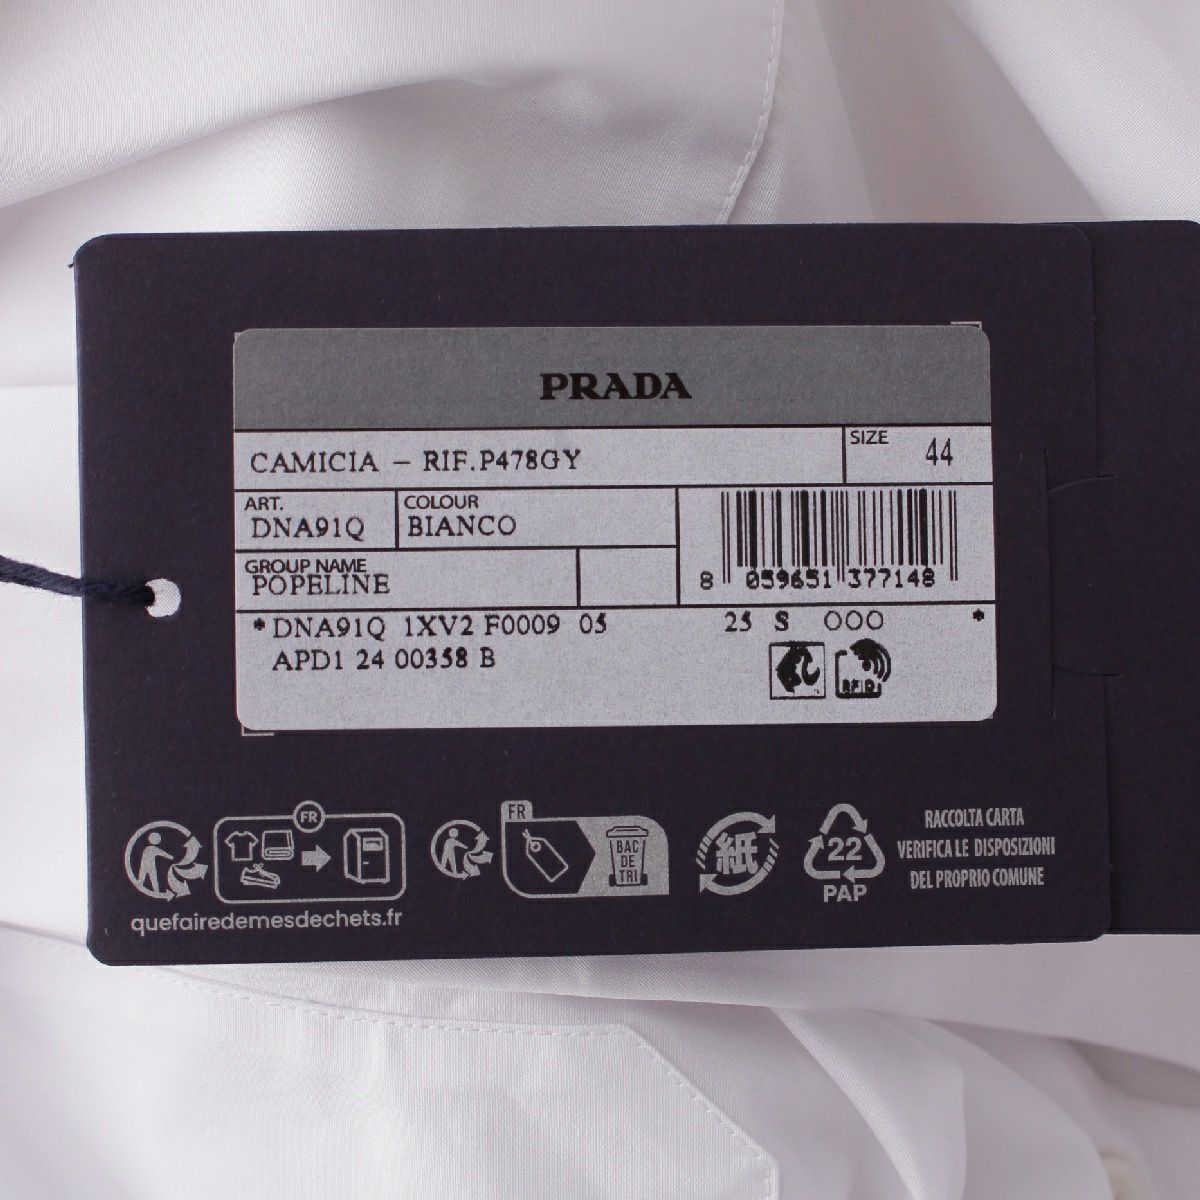 PRADA
CAMICIA – RIF.P478GY
SIZE 44
ART.
DNA91Q
COLOUR
BIANCO
GROUP NAME
POPELINE
8 059651 377148
*DNA91Q 1XV2 F0009 05 25 S OOO *
APD1 24 00358 B
RFID
FR
quefairedemesdechets.fr
FR
BAC
DE
TRI
紙
22
PAP
RACCOLTA CARTA
VERIFICA LE DISPOSIZIONI
DEL PROPRIO COMUNE